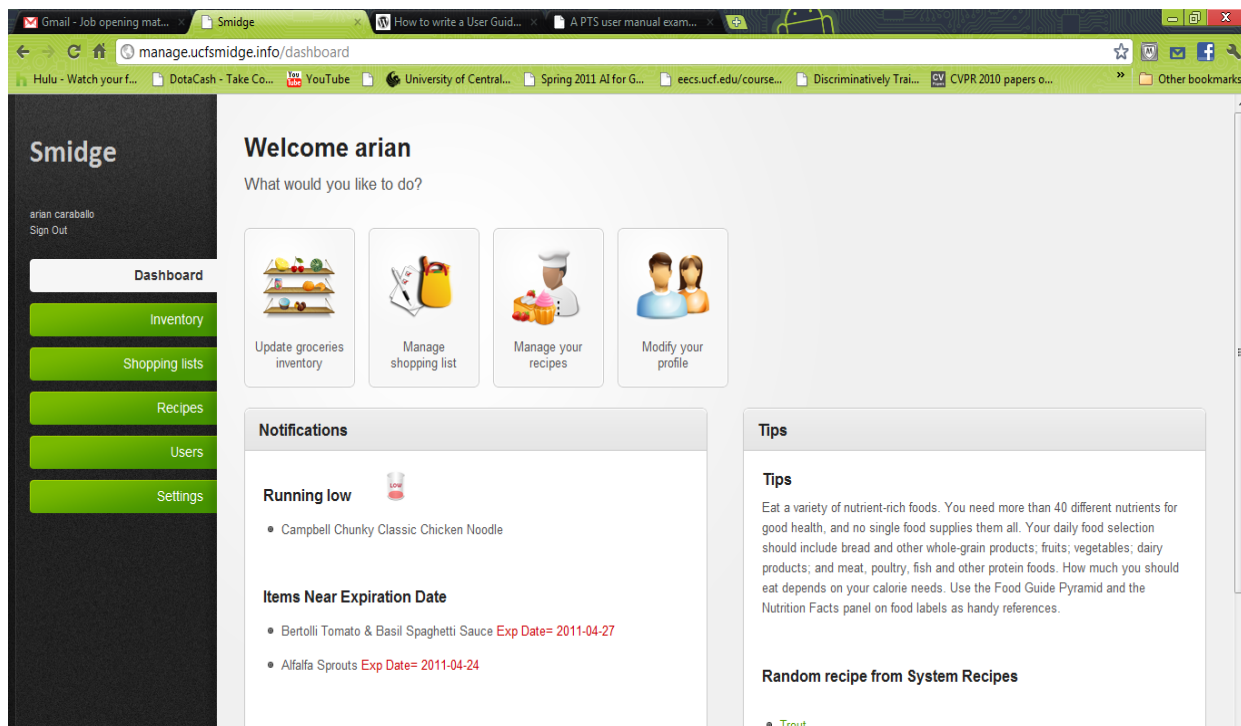 Gmail - Job opening mat...
Smidge
How to write a User Guid...
A PTS user manual exam...
manage.ucfsmidge.info/dashboard
Hulu - Watch your f...
DotaCash - Take Co...
YouTube
University of Central...
Spring 2011 AI for G...
eecs.ucf.edu/course...
Discriminatively Trai...
CVPR 2010 papers o...
»
Other bookmarks
Smidge
arian caraballo
Sign Out
Dashboard
Inventory
Shopping lists
Recipes
Users
Settings
Welcome arian
What would you like to do?
Update groceries
inventory
Manage
shopping list
Manage your
recipes
Modify your
profile
Notifications
Running low
LOW
• Campbell Chunky Classic Chicken Noodle
Items Near Expiration Date
• Bertolli Tomato & Basil Spaghetti Sauce Exp Date= 2011-04-27
• Alfalfa Sprouts Exp Date= 2011-04-24
Tips
Tips
Eat a variety of nutrient-rich foods. You need more than 40 different nutrients for
good health, and no single food supplies them all. Your daily food selection
should include bread and other whole-grain products; fruits; vegetables; dairy
products; and meat, poultry, fish and other protein foods. How much you should
eat depends on your calorie needs. Use the Food Guide Pyramid and the
Nutrition Facts panel on food labels as handy references.
Random recipe from System Recipes
• Trout